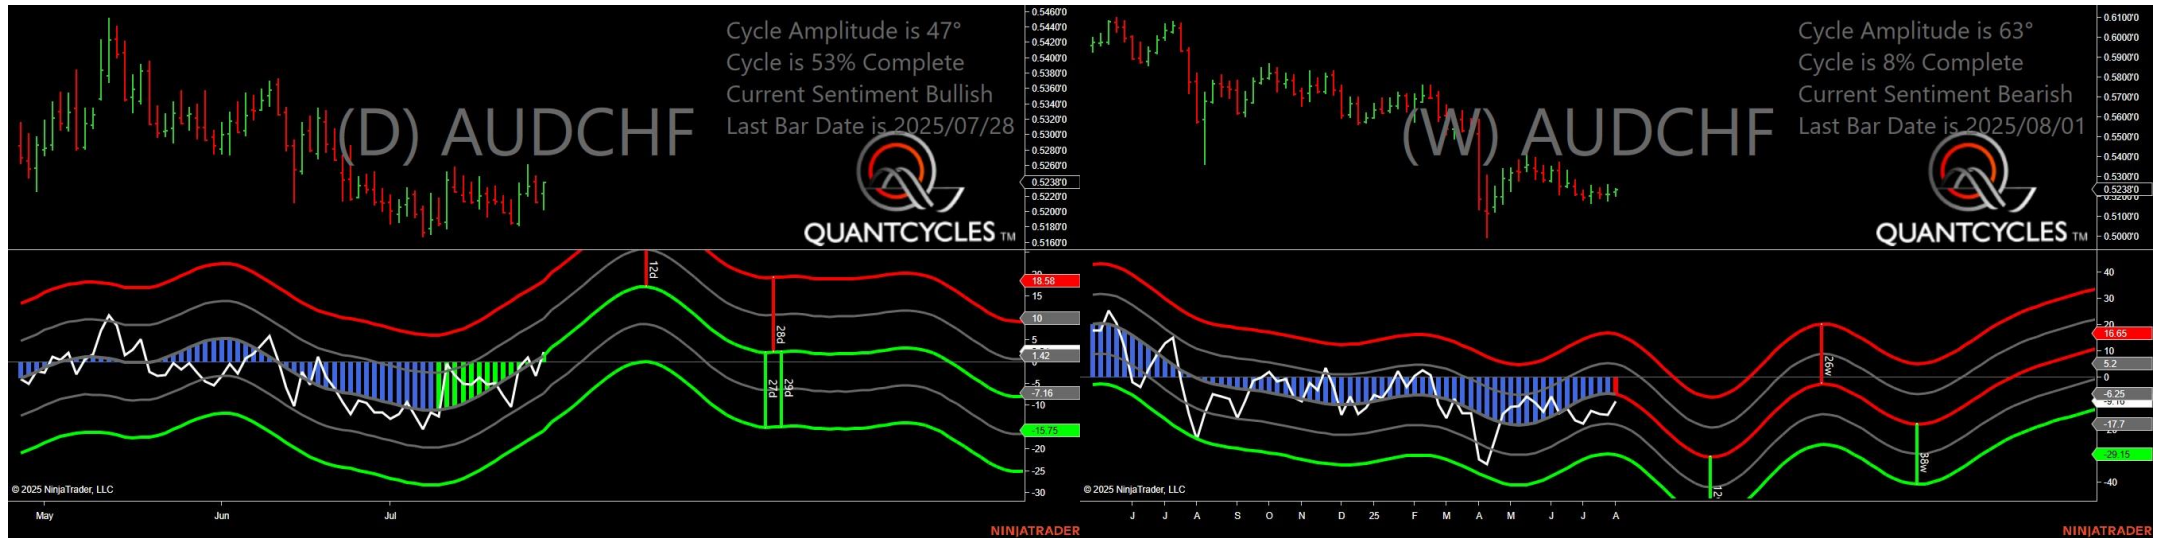 Cycle Amplitude is 47°
Cycle is 53% Complete
Current Sentiment Bullish
Last Bar Date is 2025/07/28
(D) AUDCHF
QUANTCYCLES TM
0.5460'0
0.5440'0
0.5420'0
0.5400'0
0.5380'0
0.5360'0
0.5340'0
0.5320'0
0.5300'0
0.5280'0
0.5260'0
0.5238'0
0.5220'0
0.5200'0
0.5180'0
0.5160'0
12d
28d
27d
29d
20
18.58
15
10
5
1.42
-5
-7.16
-10
-15.75
-20
-25
-30
© 2025 NinjaTrader, LLC
May Jun Jul
NINJATRADER
Cycle Amplitude is 63°
Cycle is 8% Complete
Current Sentiment Bearish
Last Bar Date is 2025/08/01
(W) AUDCHF
QUANTCYCLES TM
0.6100'0
0.6000'0
0.5900'0
0.5800'0
0.5700'0
0.5600'0
0.5500'0
0.5400'0
0.5300'0
0.5238'0
0.5200'0
0.5100'0
0.5000'0
26w
38w
40
30
20
16.65
10
5.2
0
-6.25
-9.10
-17.7
-29.15
-40
© 2025 NinjaTrader, LLC
J J A S O N D 25 F M A M J J A
NINJATRADER